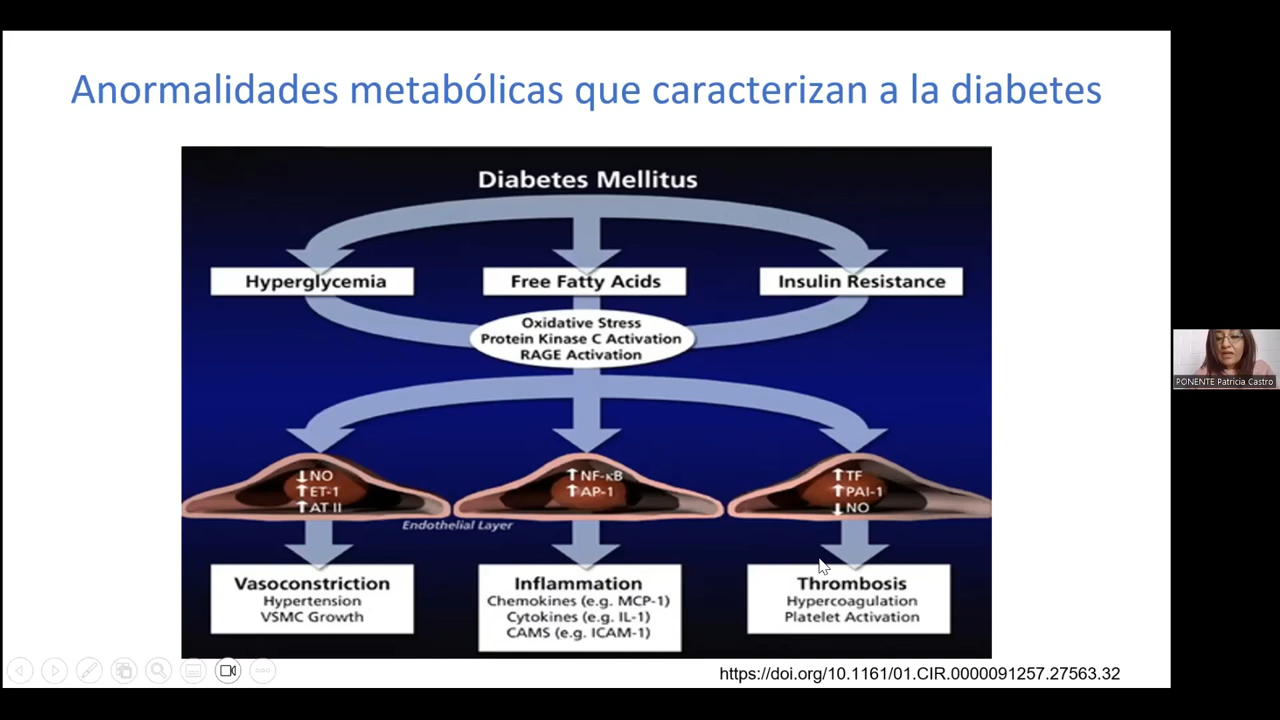 Anormalidades metabólicas que caracterizan a la diabetes
Diabetes Mellitus
Hyperglycemia
Free Fatty Acids
Insulin Resistance
Oxidative Stress
Protein Kinase C Activation
RAGE Activation
↓NO
↑ET-1
↑AT II
↑NF-κB
↑AP-1
↑TF
↑PAI-1
↓NO
Endothelial Layer
Vasoconstriction
Hypertension
VSMC Growth
Inflammation
Chemokines (e.g. MCP-1)
Cytokines (e.g. IL-1)
CAMS (e.g. ICAM-1)
Thrombosis
Hypercoagulation
Platelet Activation
https://doi.org/10.1161/01.CIR.0000091257.27563.32
PONENTE Patricia Castro